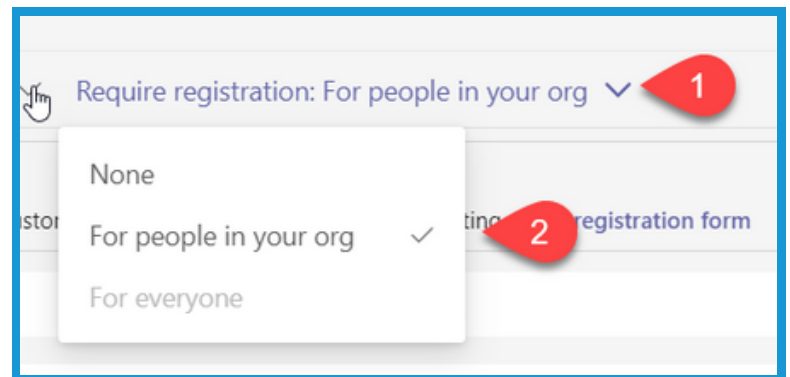 Require registration: For people in your org
1
None
For people in your org
2
registration form
For everyone